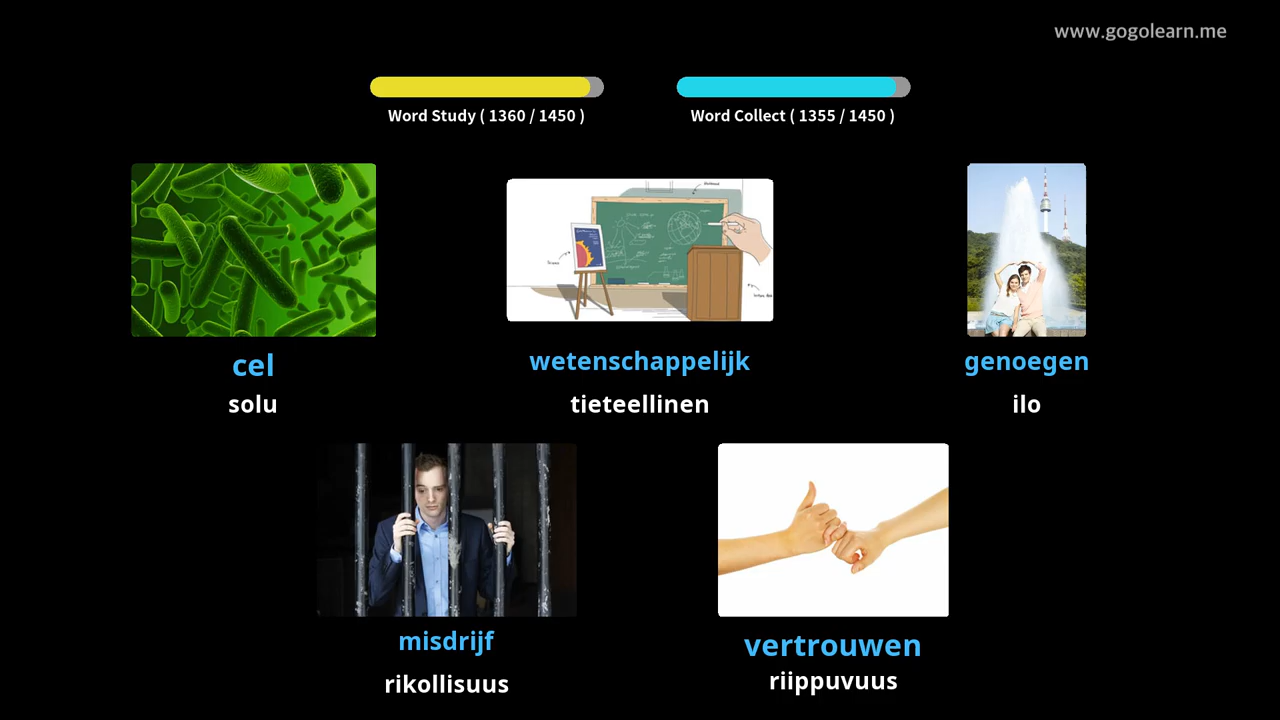 www.gogolearn.me
Word Study ( 1360 / 1450 )
Word Collect ( 1355 / 1450 )
cel
wetenschappelijk
genoegen
solu
tieteellinen
ilo
misdrijf
vertrouwen
rikollisuus
riippuvuus